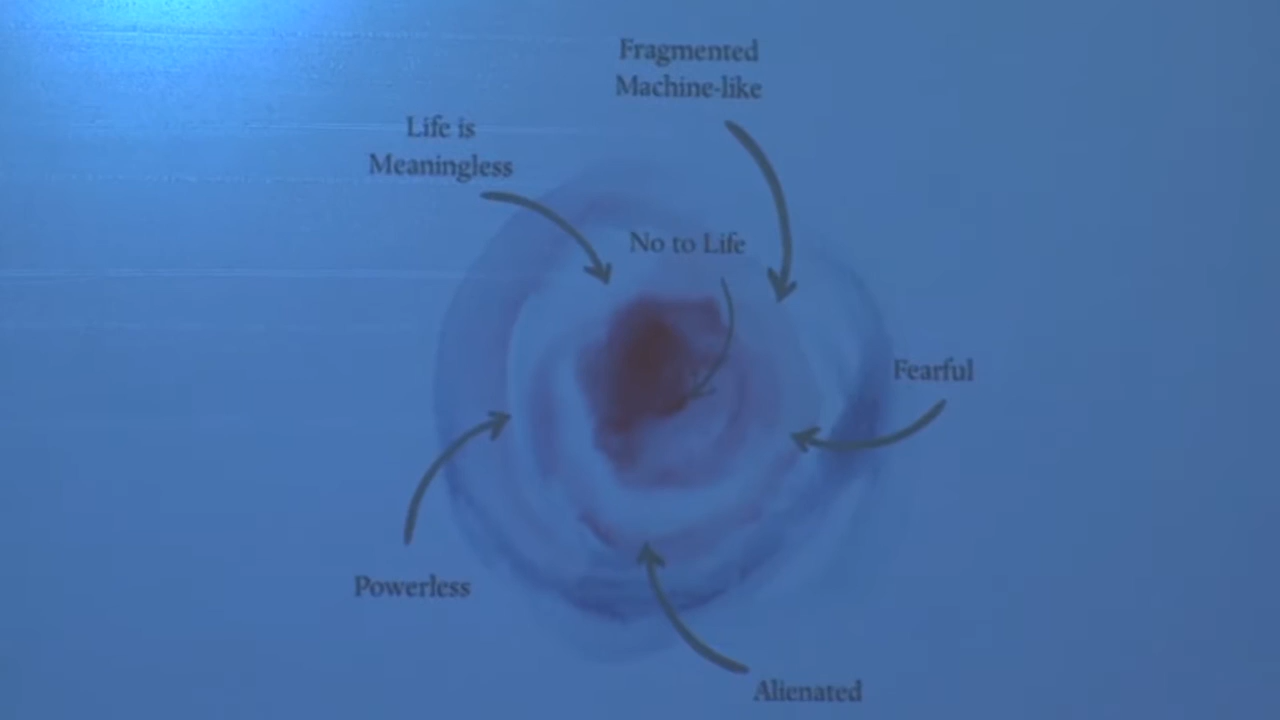 Fragmented
Machine-like
Life is
Meaningless
No to Life
Fearful
Powerless
Alienated